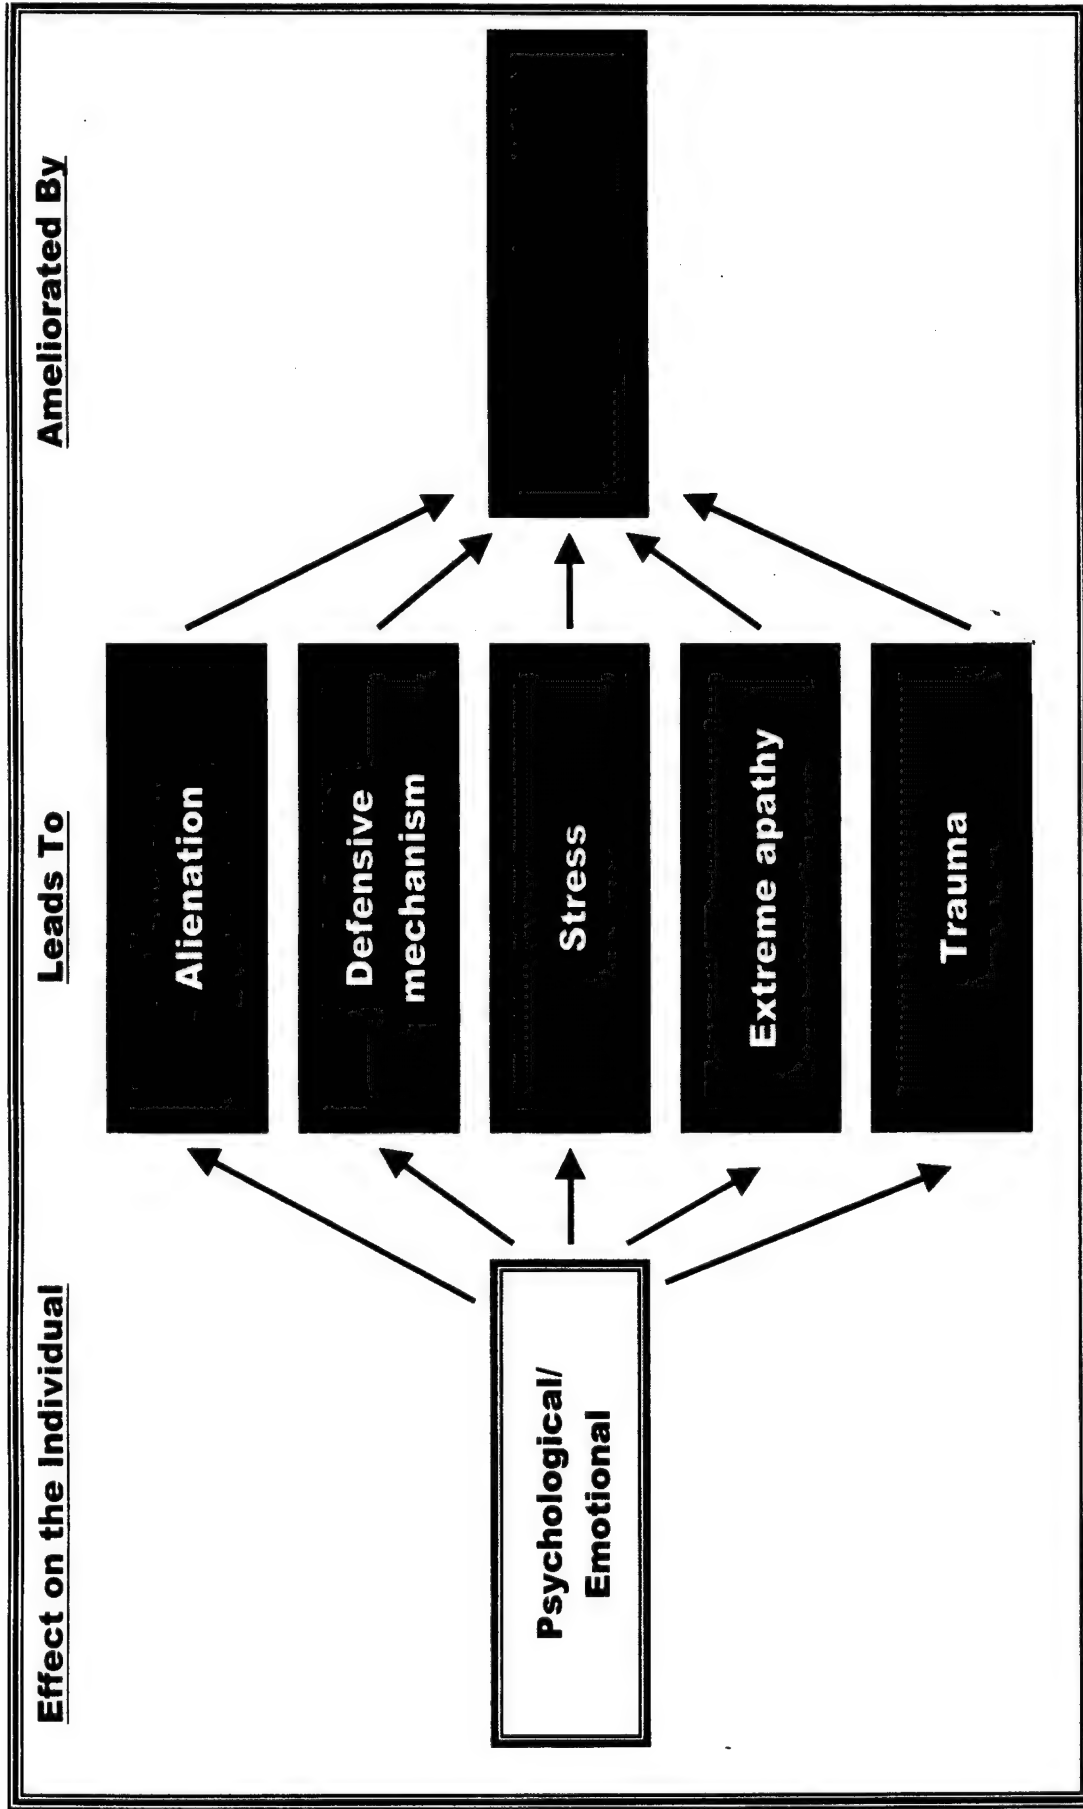 Effect on the Individual
Leads To
Ameliorated By
Psychological/
Emotional
Alienation
Defensive
mechanism
Stress
Extreme apathy
Trauma